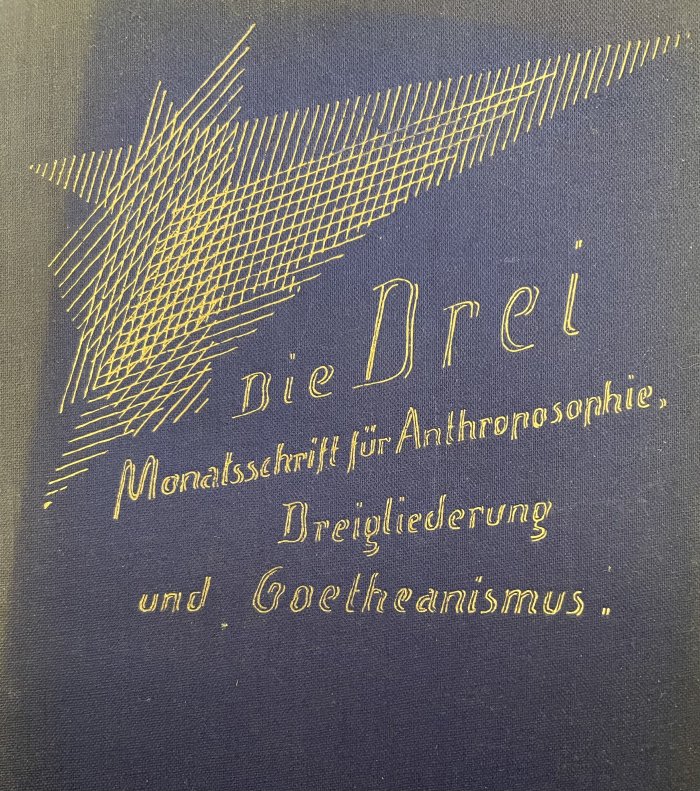 Die Drei
Monatsschrift für Anthroposophie,
Dreigliederung
und Goetheanismus.